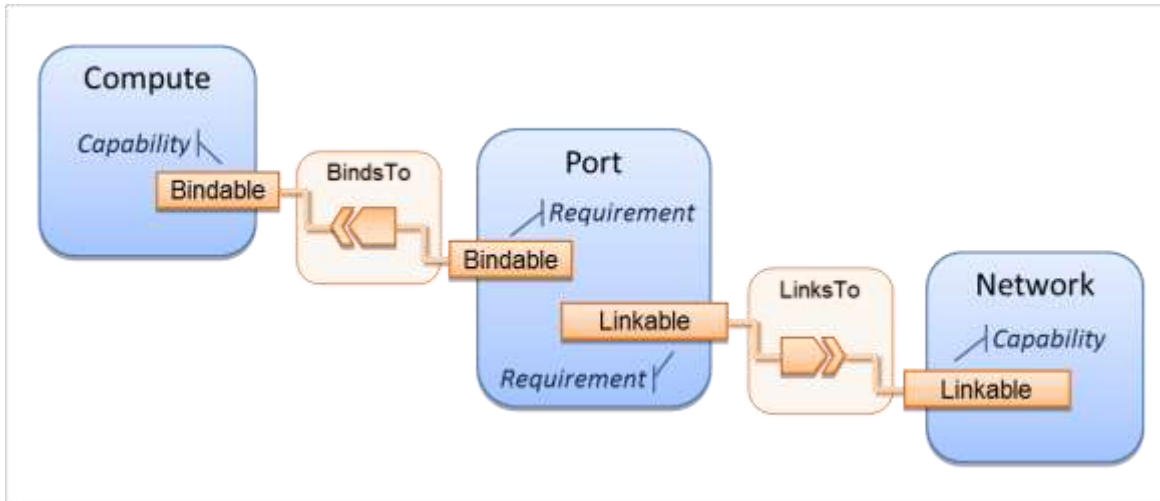 Compute
Capability
Bindable
BindsTo
Port
Requirement
Bindable
Linkable
Requirement
LinksTo
Network
Capability
Linkable